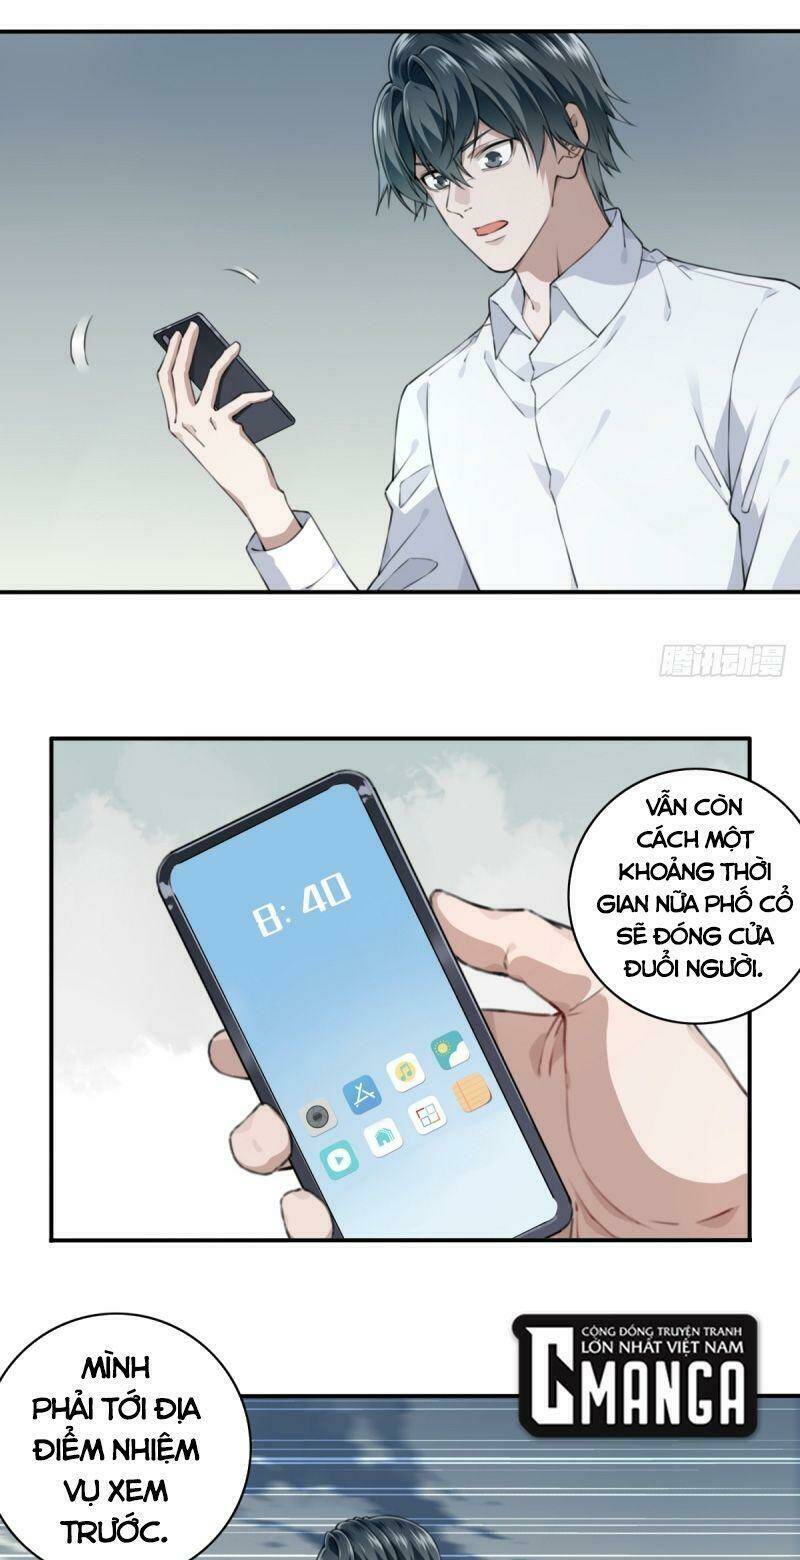 腾讯动漫
8:40
VẪN CÒN
CÁCH MỘT
KHOẢNG THỜI
GIAN NỮA PHỐ CỔ
SẼ ĐÓNG CỬA
ĐUỔI NGƯỜI.
CỘNG ĐỒNG TRUYỆN TRANH
LỚN NHẤT VIỆT NAM
CMANGA
MÌNH
PHẢI TỚI ĐỊA
ĐIỂM NHIỆM
VỤ XEM
TRƯỚC.